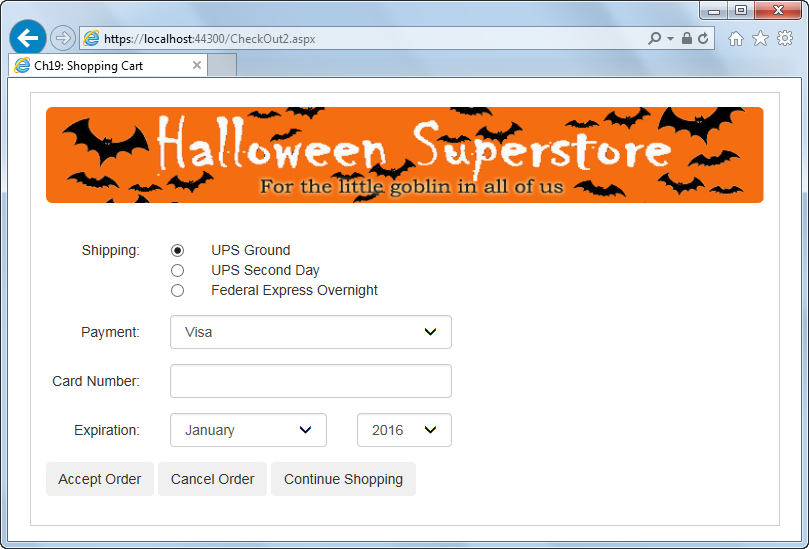 https://localhost:44300/CheckOut2.aspx
Ch19: Shopping Cart
Halloween Superstore
For the little goblin in all of us
Shipping: UPS Ground
UPS Second Day
Federal Express Overnight
Payment: Visa
Card Number:
Expiration: January 2016
Accept Order Cancel Order Continue Shopping